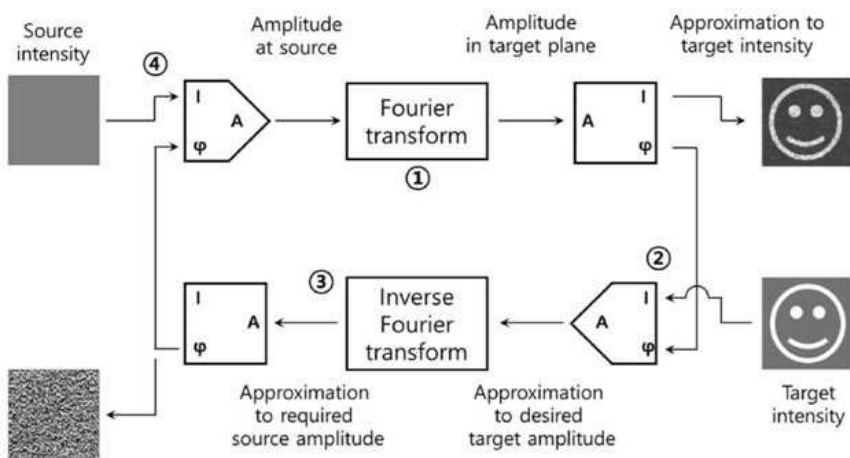 Source
intensity
④
Amplitude
at source
Amplitude
in target plane
Approximation to
target intensity
I
A
φ
Fourier
transform
①
I
A
φ
②
③
I
A
φ
Inverse
Fourier
transform
I
A
φ
Approximation
to required
source amplitude
Approximation
to desired
target amplitude
Target
intensity